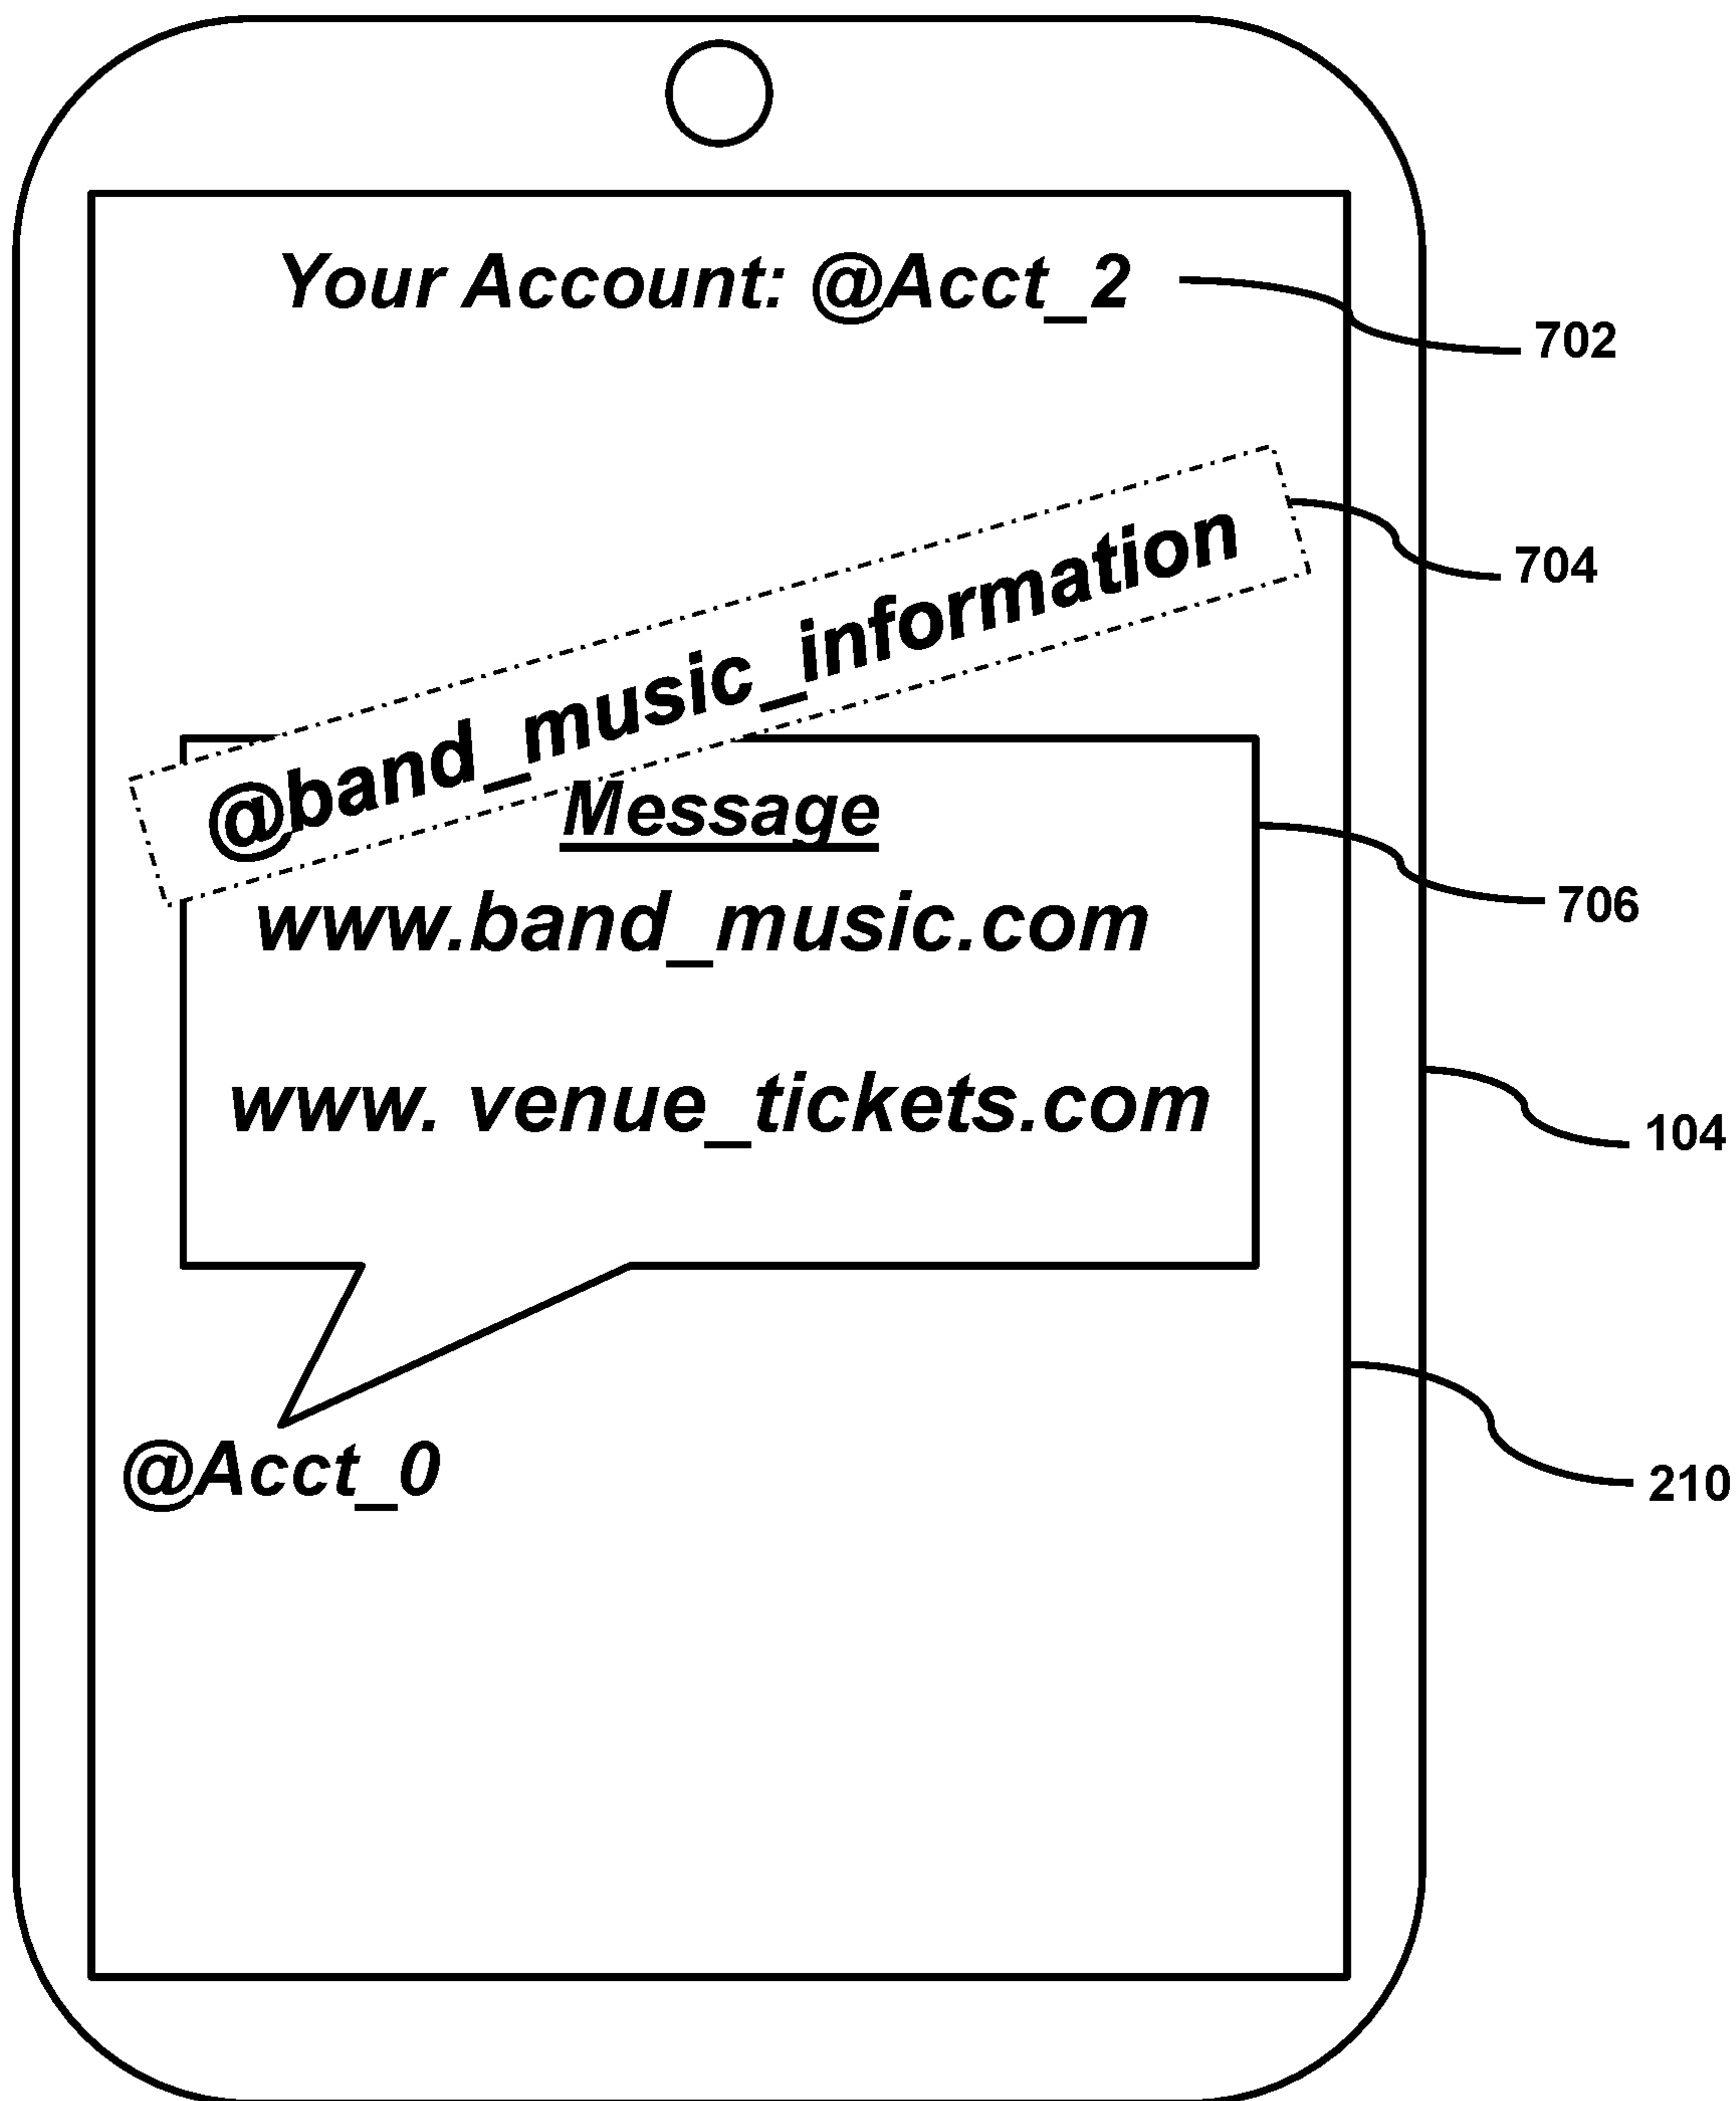 Your Account: @Acct_2
702
@band_music_information
704
Message
706
www.band_music.com
www. venue_tickets.com
104
@Acct_0
210